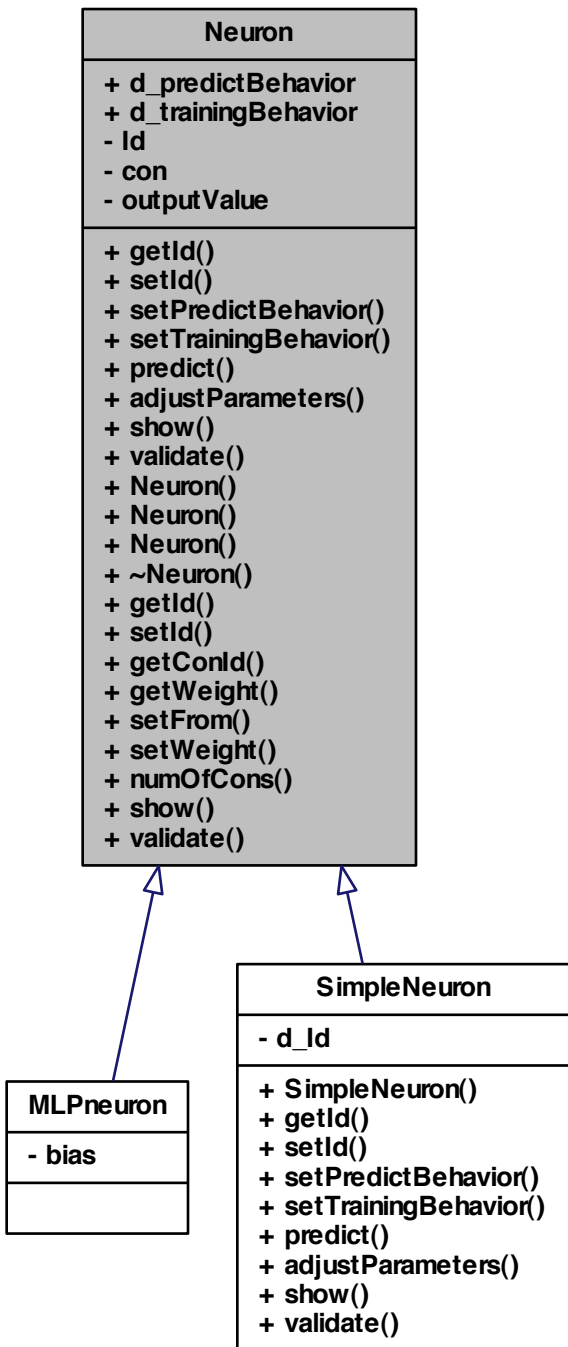 Neuron
+ d_predictBehavior
+ d_trainingBehavior
- Id
- con
- outputValue
+ getId()
+ setId()
+ setPredictBehavior()
+ setTrainingBehavior()
+ predict()
+ adjustParameters()
+ show()
+ validate()
+ Neuron()
+ Neuron()
+ Neuron()
+ ~Neuron()
+ getId()
+ setId()
+ getConId()
+ getWeight()
+ setFrom()
+ setWeight()
+ numOfCons()
+ show()
+ validate()
MLPneuron
- bias
SimpleNeuron
- d_Id
+ SimpleNeuron()
+ getId()
+ setId()
+ setPredictBehavior()
+ setTrainingBehavior()
+ predict()
+ adjustParameters()
+ show()
+ validate()